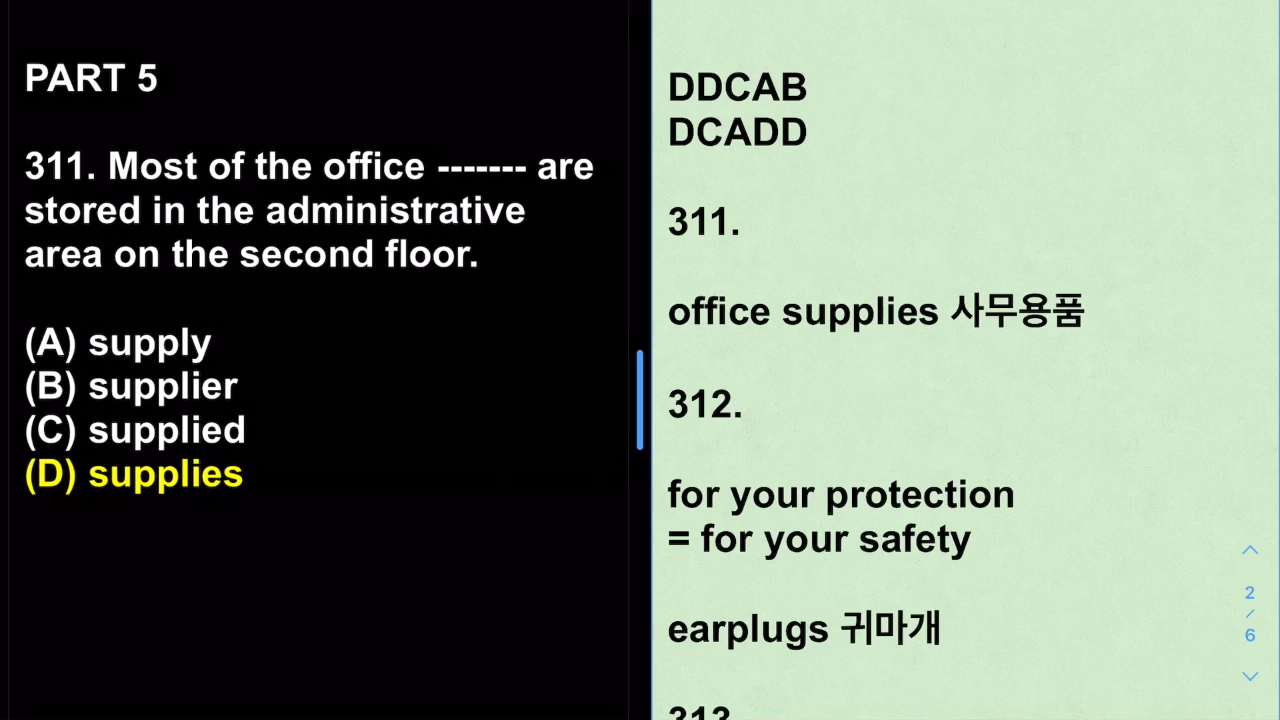 PART 5
311. Most of the office ------- are
stored in the administrative
area on the second floor.
(A) supply
(B) supplier
(C) supplied
(D) supplies
DDCAB
DCADD
311.
office supplies 사무용품
312.
for your protection
= for your safety
earplugs 귀마개
313
2
/
6